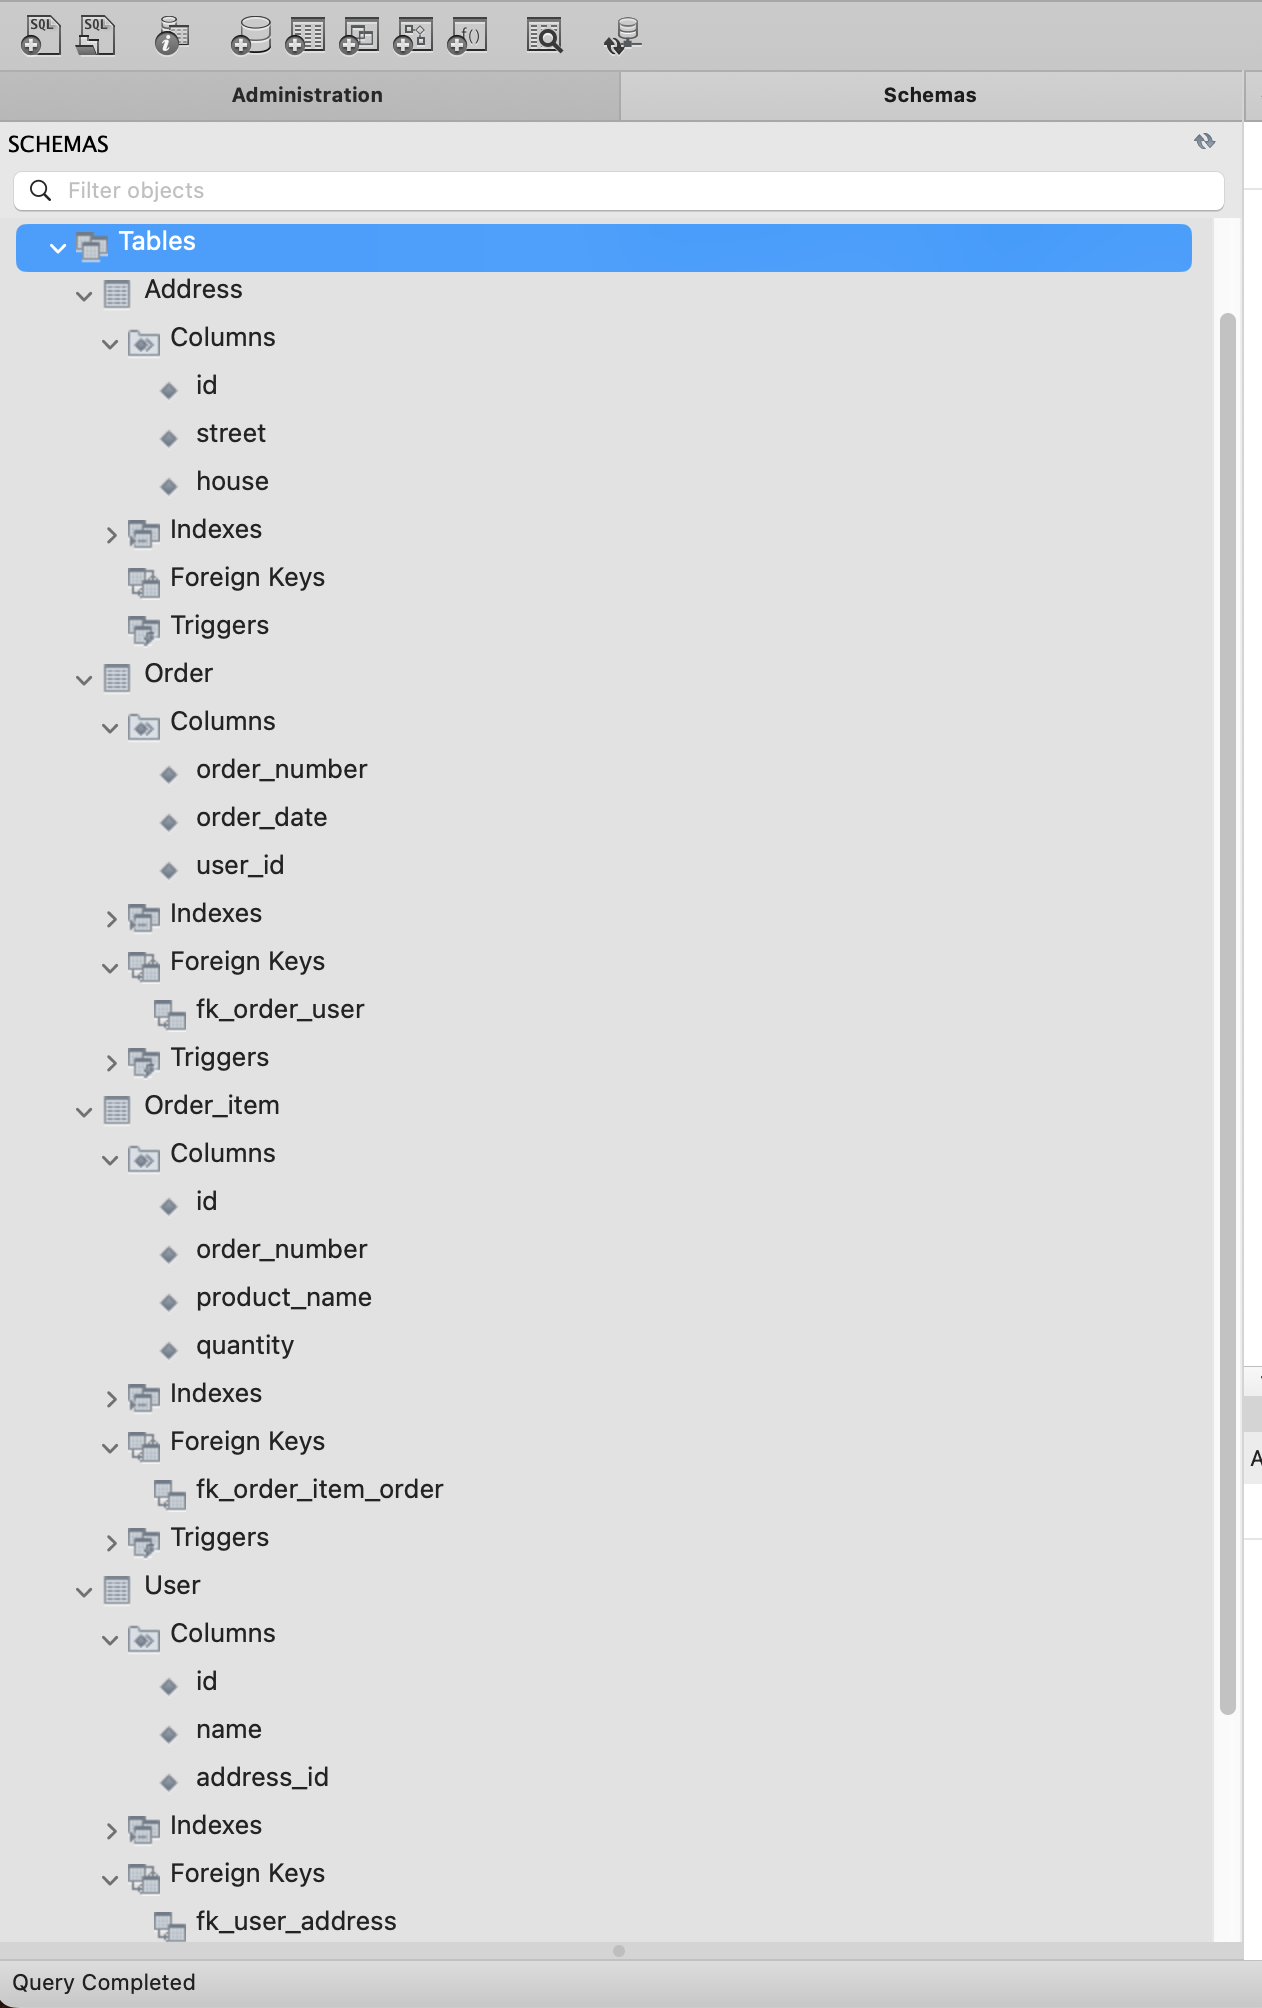 SQL SQL
Administration Schemas
SCHEMAS
Filter objects
Tables
Address
Columns
id
street
house
Indexes
Foreign Keys
Triggers
Order
Columns
order_number
order_date
user_id
Indexes
Foreign Keys
fk_order_user
Triggers
Order_item
Columns
id
order_number
product_name
quantity
Indexes
Foreign Keys
fk_order_item_order
Triggers
User
Columns
id
name
address_id
Indexes
Foreign Keys
fk_user_address
Query Completed